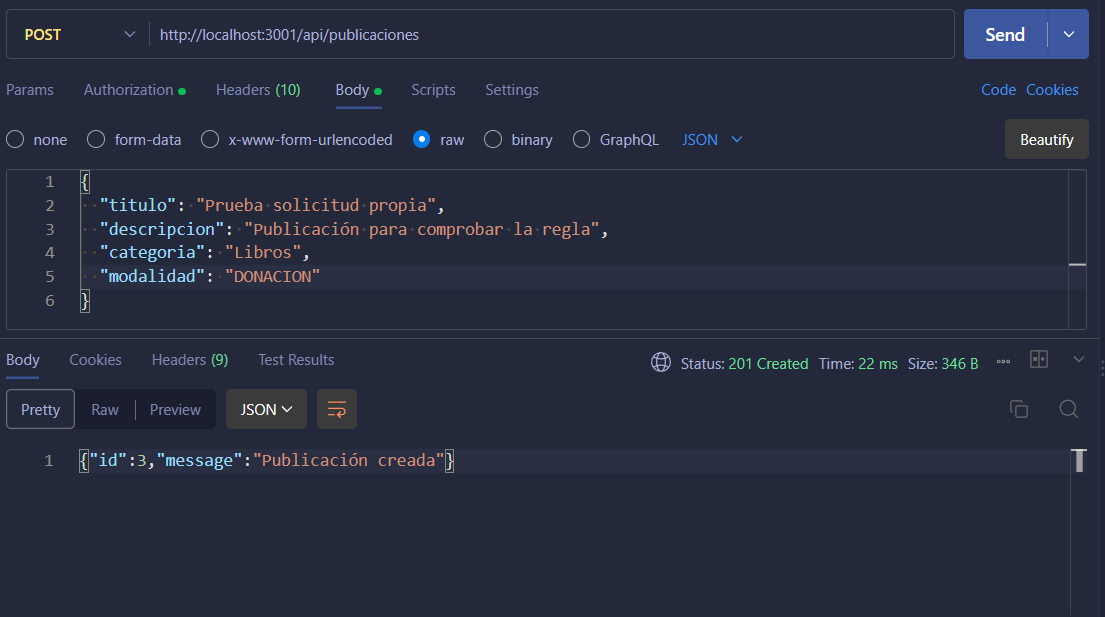 POST http://localhost:3001/api/publicaciones Send
Params Authorization Headers (10) Body Scripts Settings Code Cookies
none form-data x-www-form-urlencoded raw binary GraphQL JSON Beautify
1 {
2 "titulo": "Prueba solicitud propia",
3 "descripcion": "Publicación para comprobar la regla",
4 "categoria": "Libros",
5 "modalidad": "DONACION"
6 }
Body Cookies Headers (9) Test Results Status: 201 Created Time: 22 ms Size: 346 B
Pretty Raw Preview JSON
1 {"id":3,"message":"Publicación creada"}